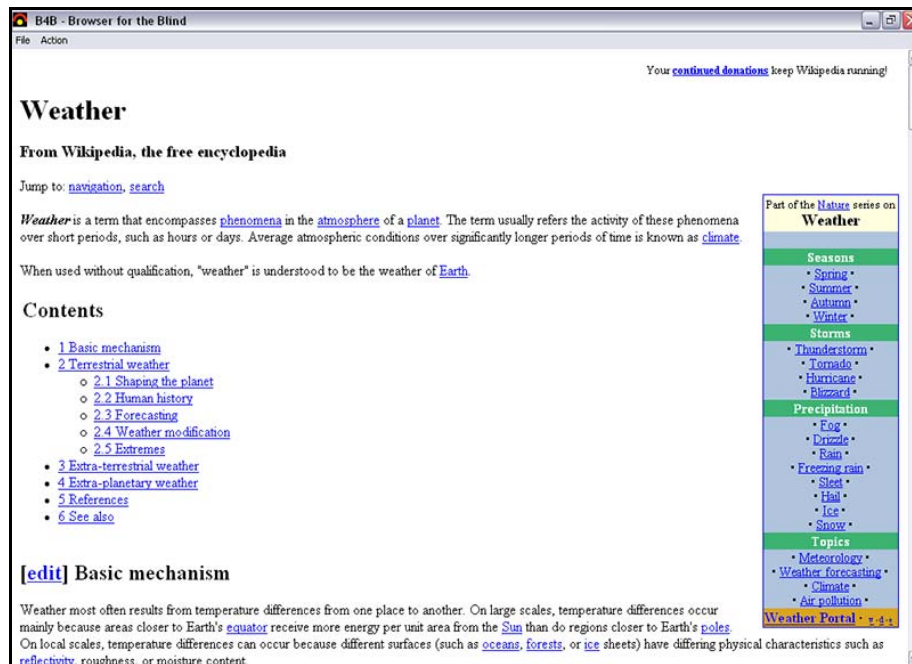 B4B - Browser for the Blind
File Action
Your continued donations keep Wikipedia running!
Weather
From Wikipedia, the free encyclopedia
Jump to: navigation, search
Weather is a term that encompasses phenomena in the atmosphere of a planet. The term usually refers the activity of these phenomena
over short periods, such as hours or days. Average atmospheric conditions over significantly longer periods of time is known as climate.
When used without qualification, "weather" is understood to be the weather of Earth.
Contents
• 1 Basic mechanism
• 2 Terrestrial weather
○ 2.1 Shaping the planet
○ 2.2 Human history
○ 2.3 Forecasting
○ 2.4 Weather modification
○ 2.5 Extremes
• 3 Extra-terrestrial weather
• 4 Extra-planetary weather
• 5 References
• 6 See also
Part of the Nature series on
Weather
Seasons
• Spring •
• Summer •
• Autumn •
• Winter •
Storms
• Thunderstorm •
• Tornado •
• Hurricane •
• Blizzard •
Precipitation
• Fog •
• Drizzle •
• Rain •
• Freezing rain •
• Sleet •
• Hail •
• Ice •
• Snow •
Topics
• Meteorology •
• Weather forecasting •
• Climate •
• Air pollution •
Weather Portal • v·d·e
[edit] Basic mechanism
Weather most often results from temperature differences from one place to another. On large scales, temperature differences occur
mainly because areas closer to Earth's equator receive more energy per unit area from the Sun than do regions closer to Earth's poles.
On local scales, temperature differences can occur because different surfaces (such as oceans, forests, or ice sheets) have differing physical characteristics such as
reflectivity, roughness, or moisture content.